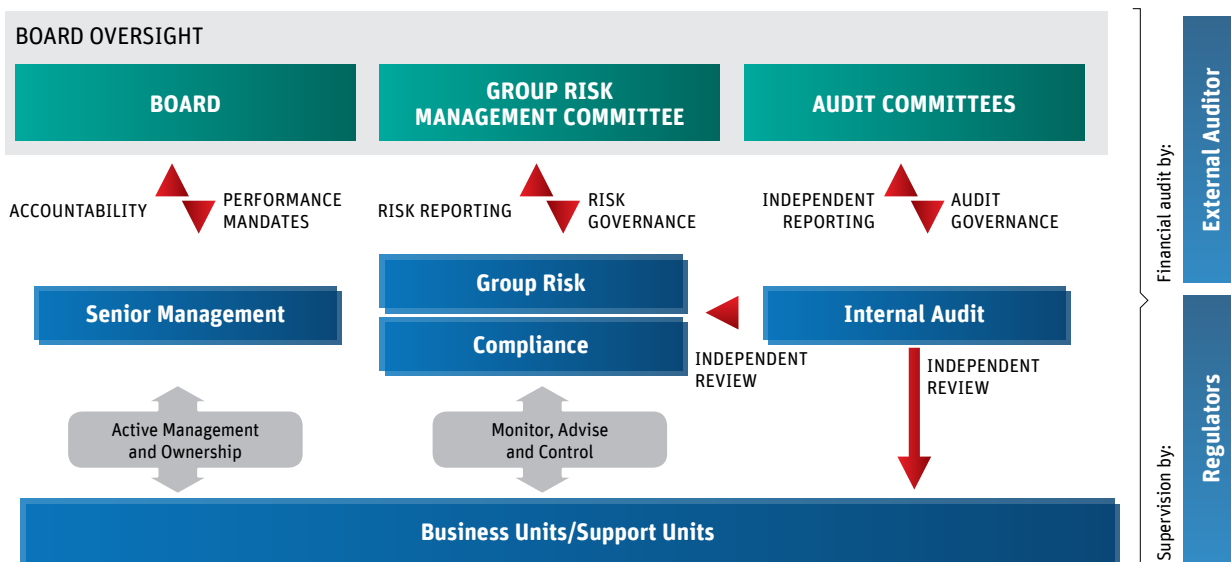 BOARD OVERSIGHT
BOARD
GROUP RISK
MANAGEMENT COMMITTEE
AUDIT COMMITTEES
ACCOUNTABILITY
PERFORMANCE
MANDATES
RISK REPORTING
RISK
GOVERNANCE
INDEPENDENT
REPORTING
AUDIT
GOVERNANCE
Senior Management
Group Risk
Compliance
Internal Audit
INDEPENDENT
REVIEW
INDEPENDENT
REVIEW
Active Management
and Ownership
Monitor, Advise
and Control
Business Units/Support Units
Financial audit by:
External Auditor
Supervision by:
Regulators